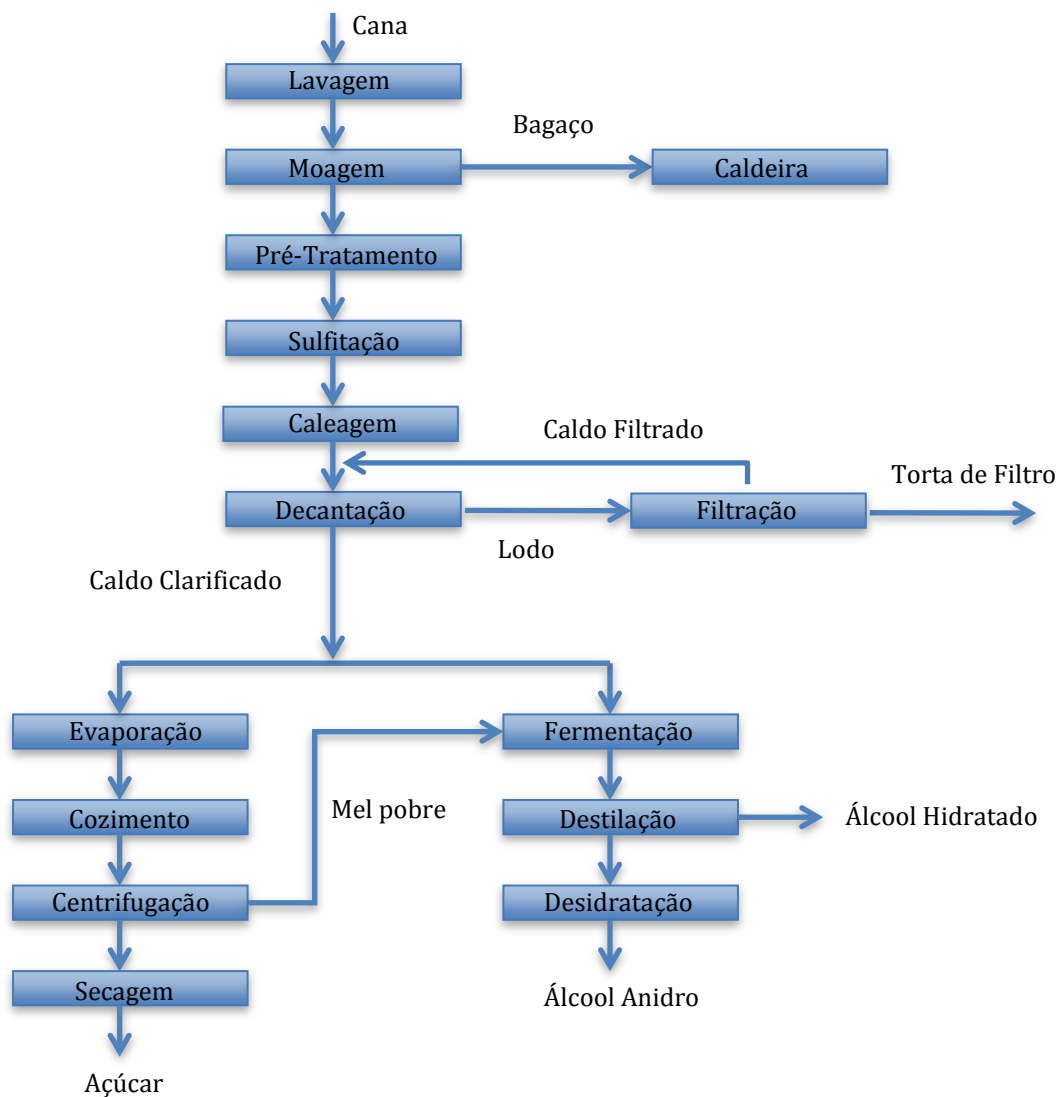 Cana
Lavagem
Bagaço
Moagem
Caldeira
Pré-Tratamento
Sulfitação
Caleagem
Caldo Filtrado
Torta de Filtro
Decantação
Filtração
Lodo
Caldo Clarificado
Evaporação
Fermentação
Mel pobre
Cozimento
Destilação
Álcool Hidratado
Centrifugação
Desidratação
Secagem
Álcool Anidro
Açúcar